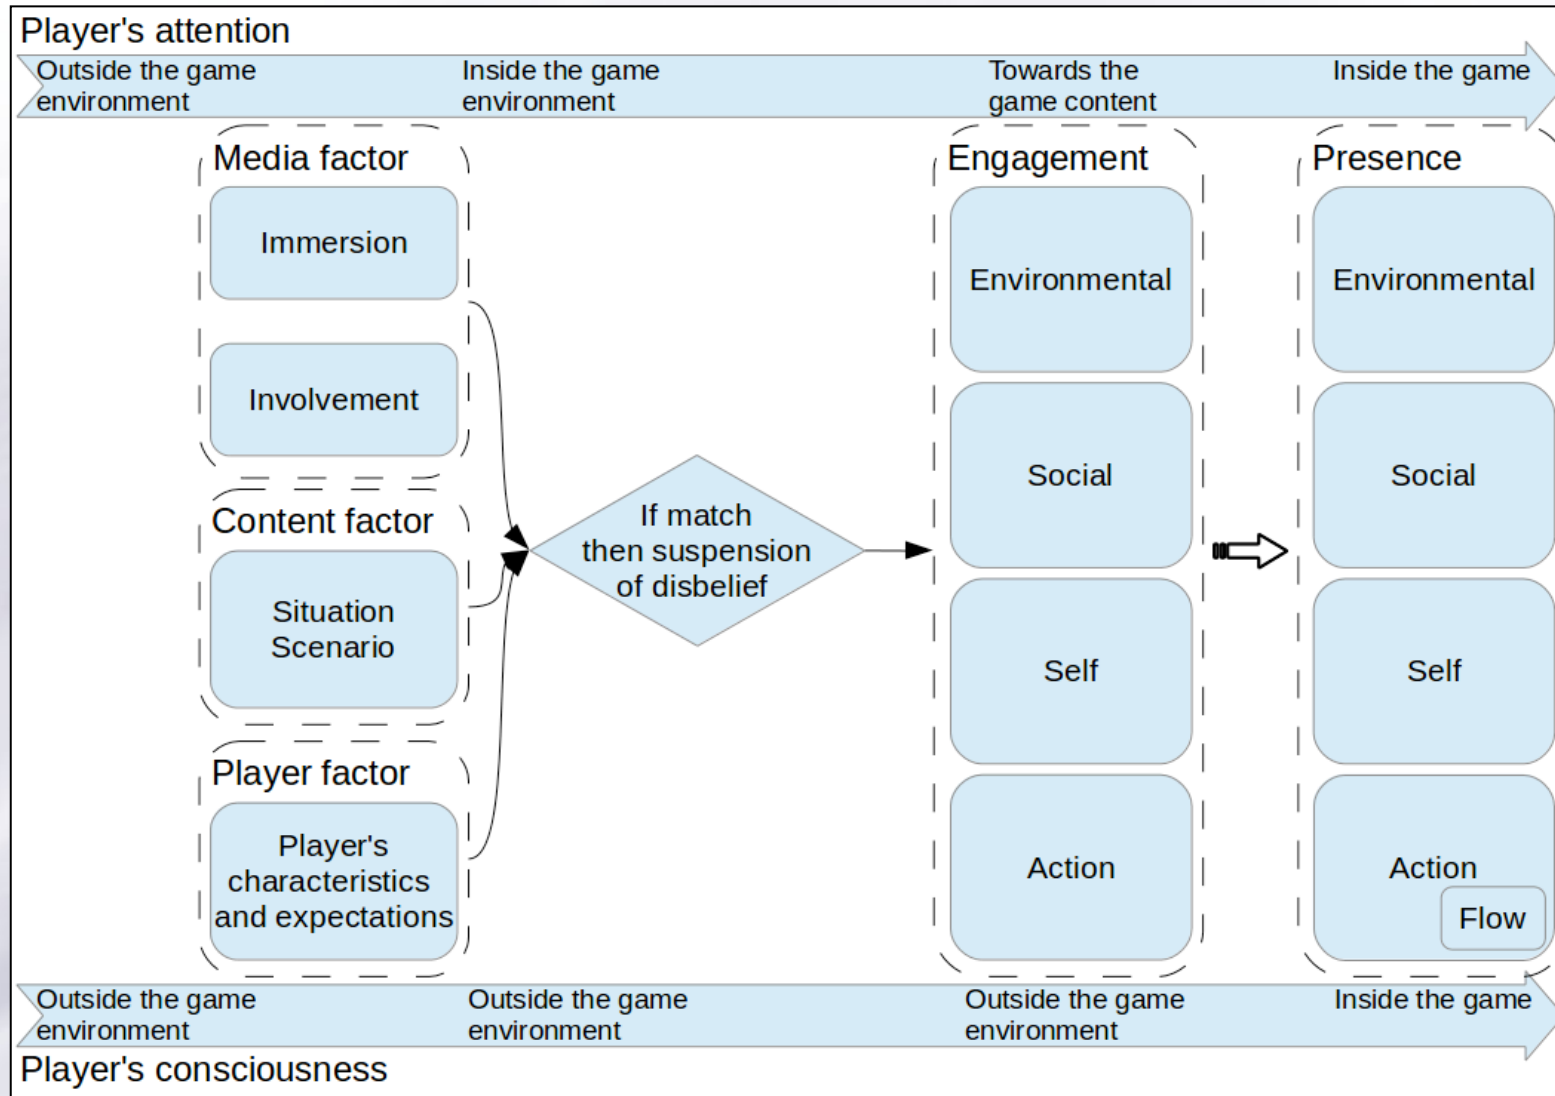 Player's attention
Outside the game
environment
Inside the game
environment
Towards the
game content
Inside the game
Media factor
Immersion
Involvement
Content factor
Situation
Scenario
Player factor
Player's
characteristics
and expectations
If match
then suspension
of disbelief
Engagement
Environmental
Social
Self
Action
Presence
Environmental
Social
Self
Action
Flow
Outside the game
environment
Outside the game
environment
Outside the game
environment
Inside the game
Player's consciousness